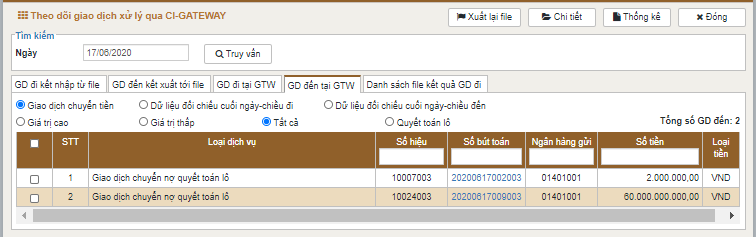 Theo dõi giao dịch xử lý qua CI-GATEWAY
Xuất lại file
Chi tiết
Thống kê
Đóng
Tìm kiếm
Ngày
17/06/2020
Truy vấn
GD đi kết nhập từ file
GD đến kết xuất tới file
GD đi tại GTW
GD đến tại GTW
Danh sách file kết quả GD đi
Giao dịch chuyển tiền
Dữ liệu đối chiếu cuối ngày-chiều đi
Dữ liệu đối chiếu cuối ngày-chiều đến
Giá trị cao
Giá trị thấp
Tất cả
Quyết toán lô
Tổng số GD đến: 2
STT
Loại dịch vụ
Số hiệu
Số bút toán
Ngân hàng gửi
Số tiền
Loại tiền
1 Giao dịch chuyển nợ quyết toán lô 10007003 20200617002003 01401001 2.000.000,00 VND
2 Giao dịch chuyển nợ quyết toán lô 10024003 20200617009003 01401001 60.000.000.000,00 VND